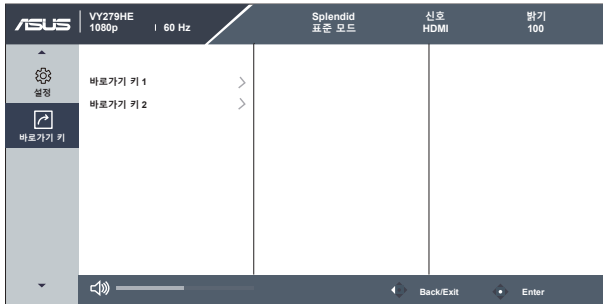 ASUS
VY279HE
1080p 60 Hz
Splendid
표준 모드
신호
HDMI
밝기
100
설정
바로가기 키
바로가기 키 1
바로가기 키 2
Back/Exit
Enter